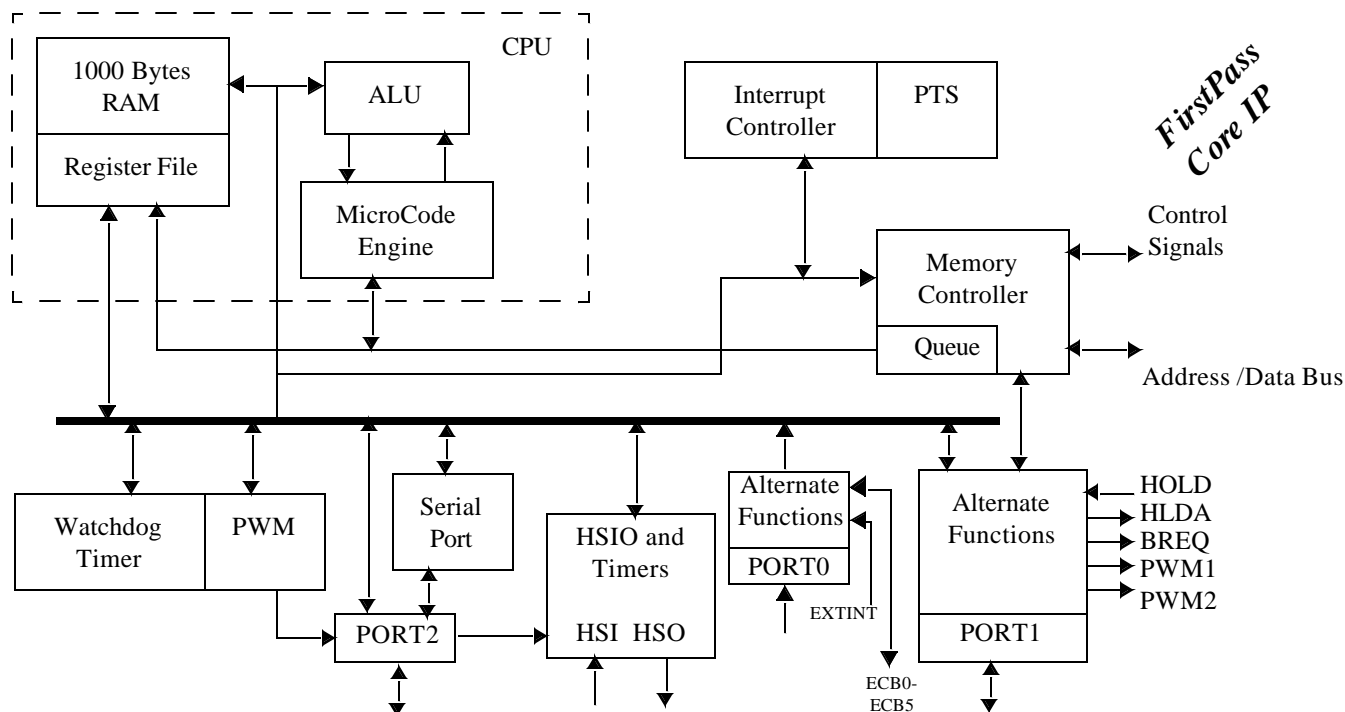 CPU
1000 Bytes
RAM
Register File
ALU
MicroCode
Engine
Interrupt
Controller
PTS
FirstPass
Core IP
Memory
Controller
Queue
Control
Signals
Address /Data Bus
Watchdog
Timer
PWM
Serial
Port
PORT2
HSIO and
Timers
HSI HSO
Alternate
Functions
PORT0
EXTINT
ECB0-
ECB5
Alternate
Functions
PORT1
HOLD
HLDA
BREQ
PWM1
PWM2